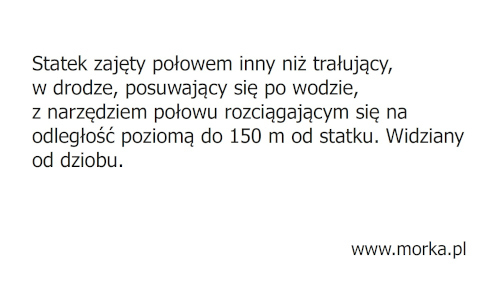 Statek zajęty połowem inny niż trałujący,
w drodze, posuwający się po wodzie,
z narzędziem połowu rozciągającym się na
odległość poziomą do 150 m od statku. Widziany
od dziobu.
www.morka.pl